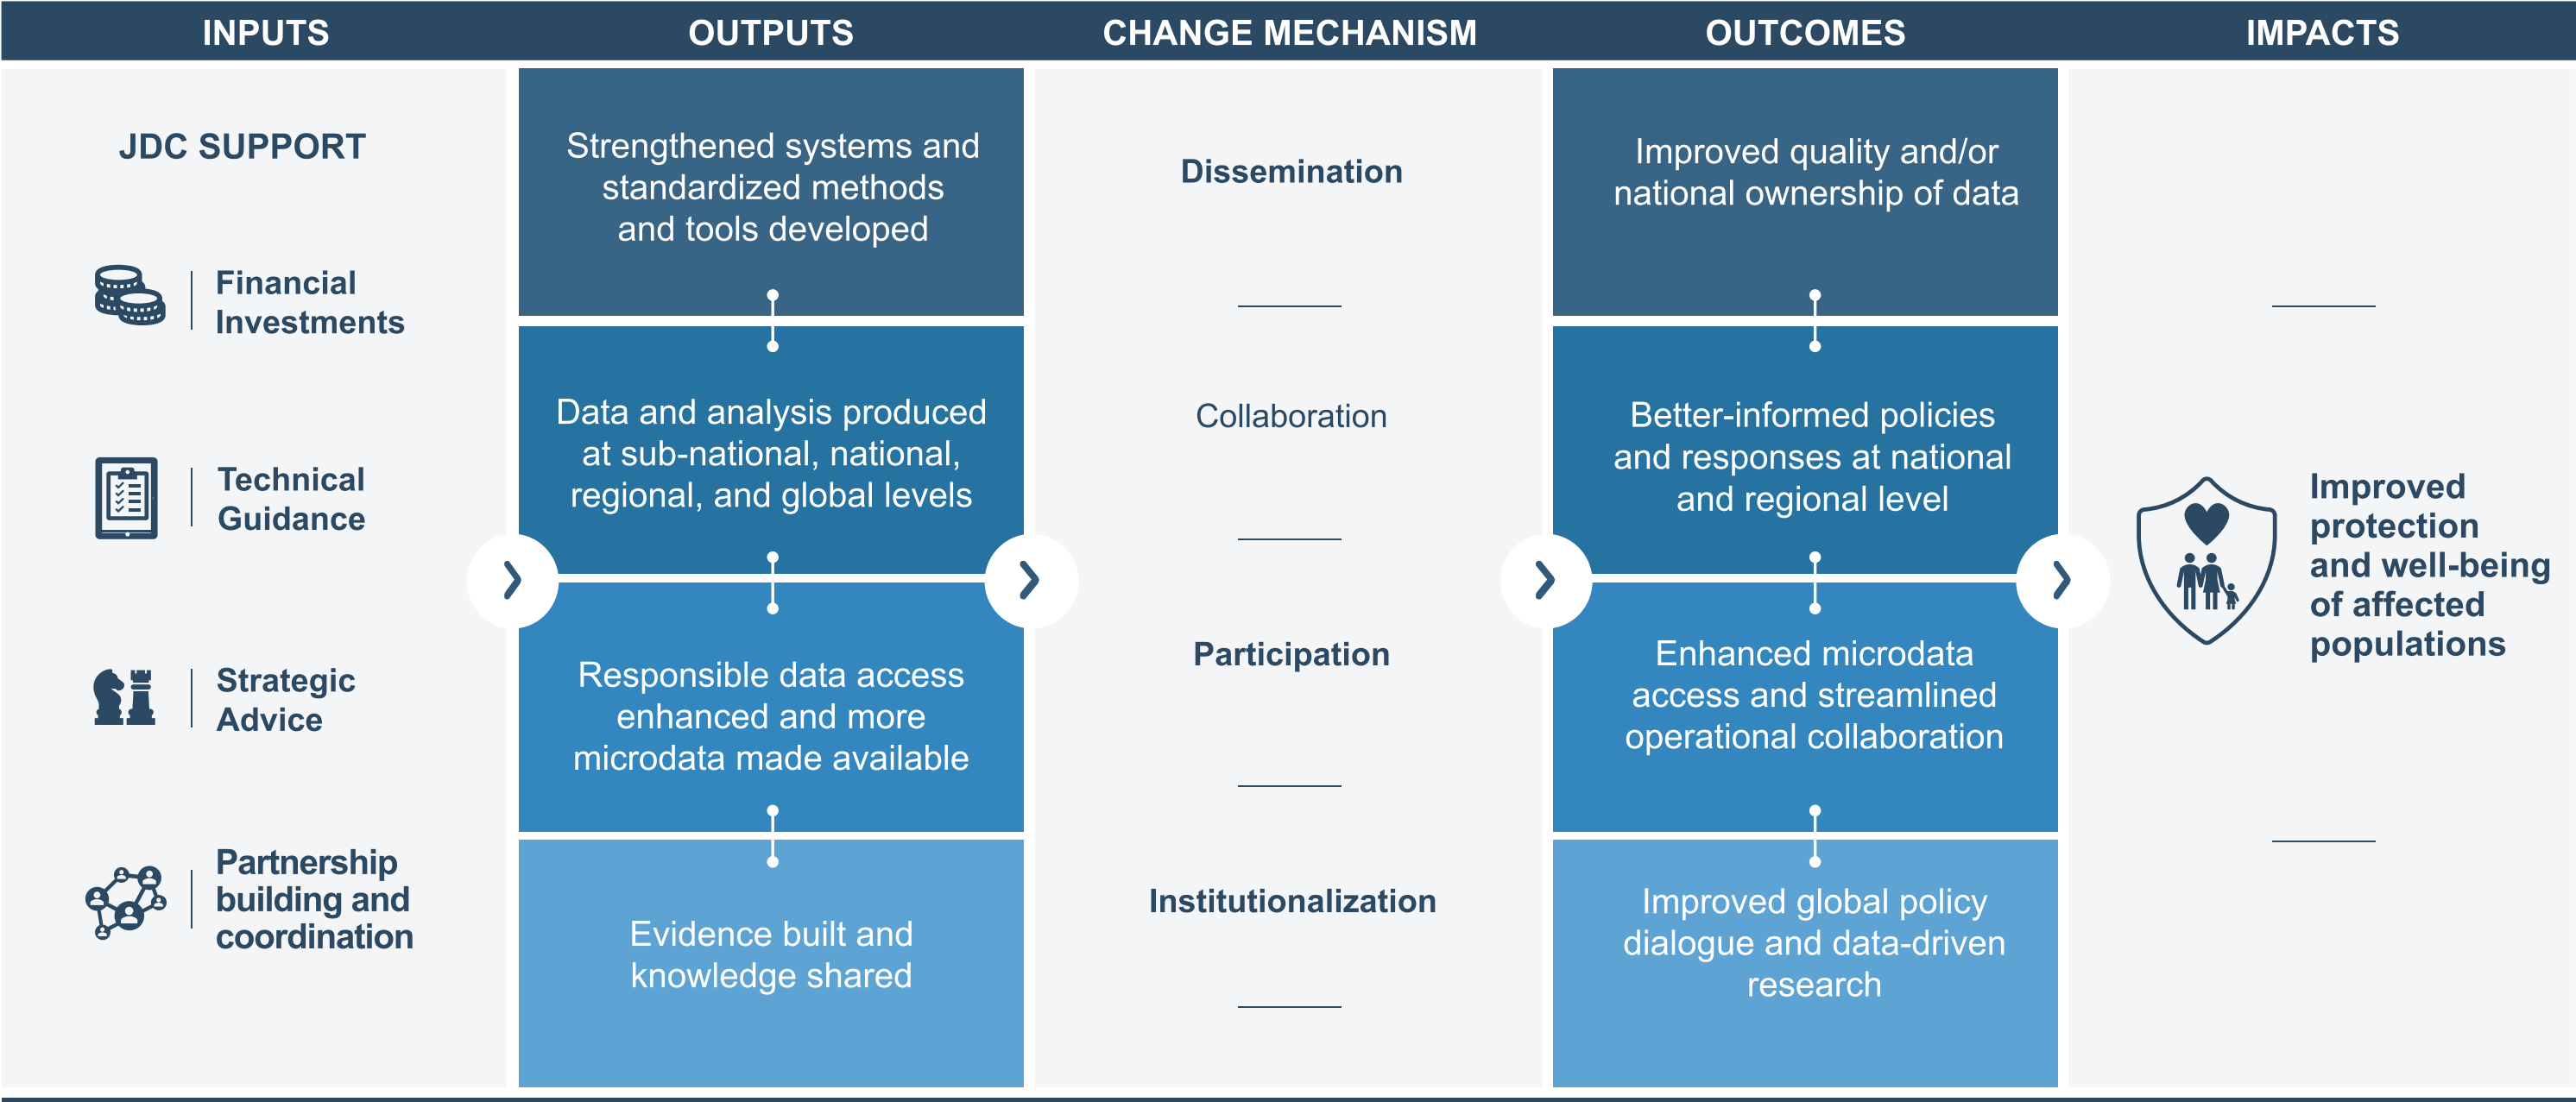 INPUTS
OUTPUTS
CHANGE MECHANISM
OUTCOMES
IMPACTS
JDC SUPPORT
Financial
Investments
Technical
Guidance
Strategic
Advice
Partnership
building and
coordination
Strengthened systems and
standardized methods
and tools developed
Data and analysis produced
at sub-national, national,
regional, and global levels
Responsible data access
enhanced and more
microdata made available
Evidence built and
knowledge shared
Dissemination
Collaboration
Participation
Institutionalization
Improved quality and/or
national ownership of data
Better-informed policies
and responses at national
and regional level
Enhanced microdata
access and streamlined
operational collaboration
Improved global policy
dialogue and data-driven
research
Improved
protection
and well-being
of affected
populations